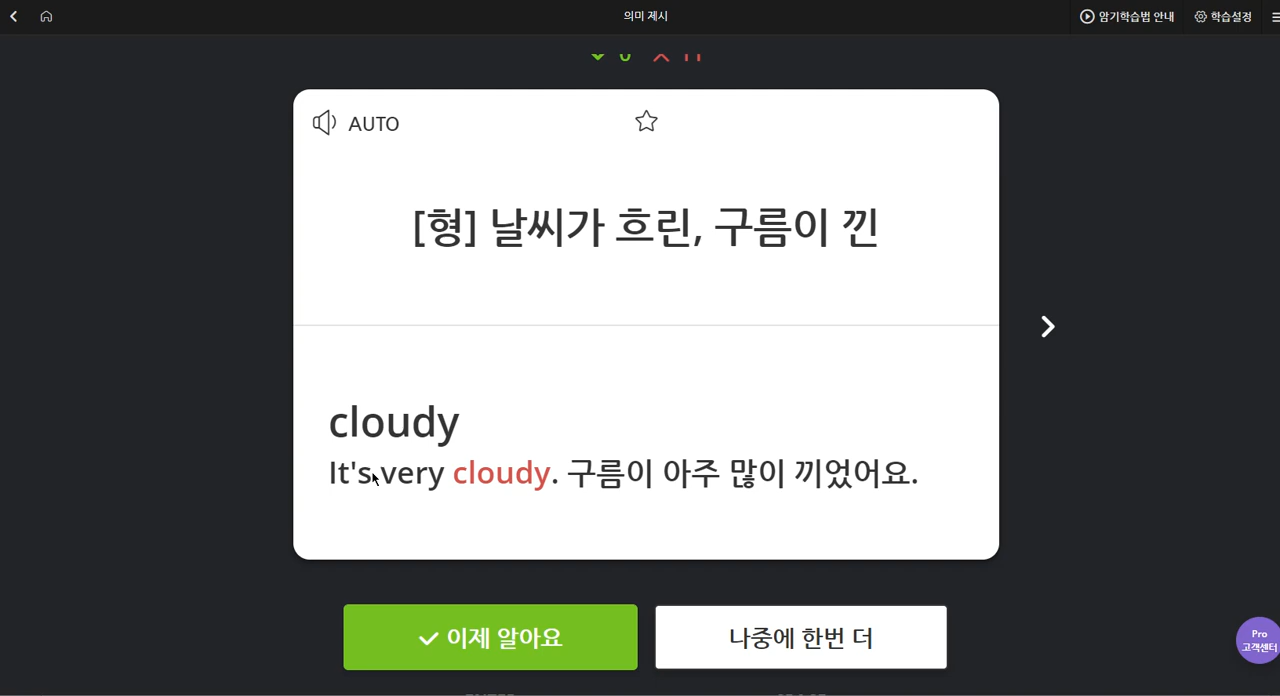 의미 제시
암기학습법 안내
학습설정
AUTO
[형] 날씨가 흐린, 구름이 낀
cloudy
It's very cloudy. 구름이 아주 많이 끼었어요.
이제 알아요
나중에 한번 더
Pro
고객센터